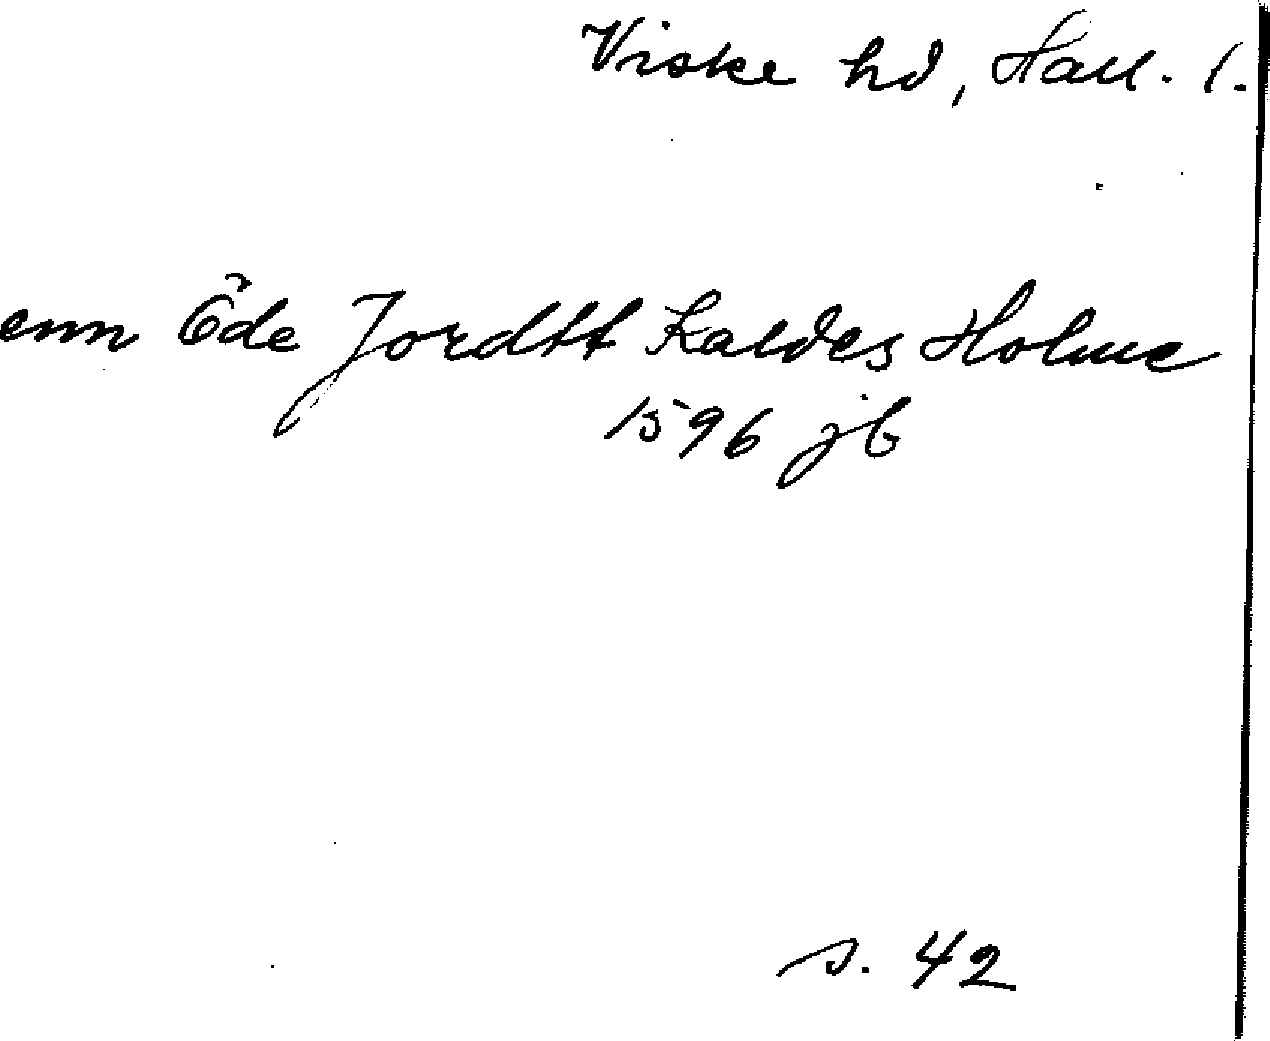 Viske hd, Hall. l.
enn Öde Jordtt Kaldes Holme
1596 jb
s. 42